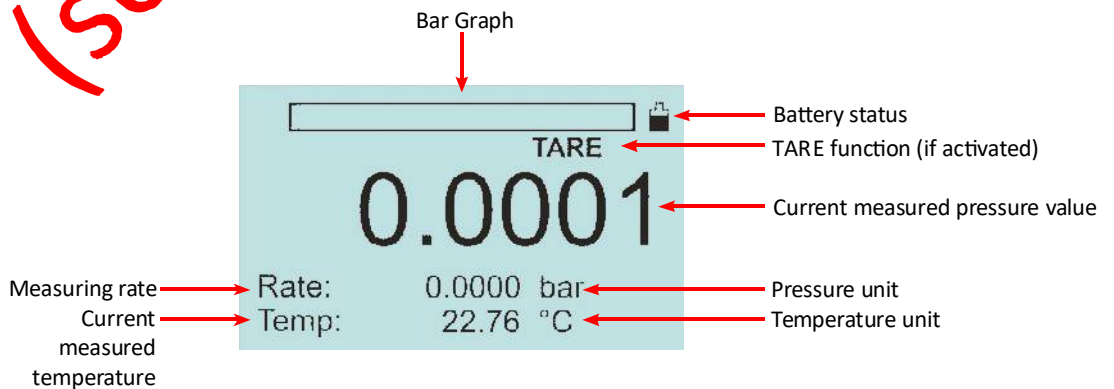 Bar Graph
Battery status
TARE
TARE function (if activated)
0.0001
Current measured pressure value
Measuring rate
Rate: 0.0000 bar
Pressure unit
Current
measured
temperature
Temp: 22.76 °C
Temperature unit